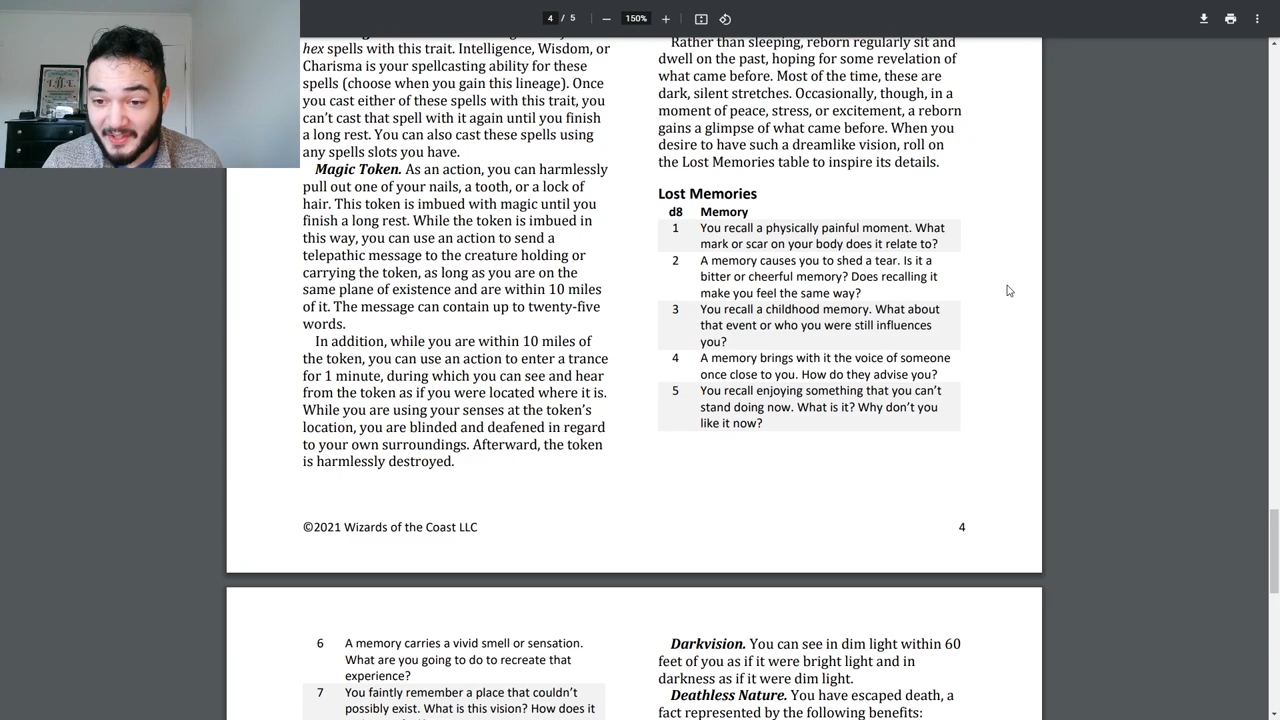 4 / 5
150%
hex spells with this trait. Intelligence, Wisdom, or
Charisma is your spellcasting ability for these
spells (choose when you gain this lineage). Once
you cast either of these spells with this trait, you
can't cast that spell with it again until you finish
a long rest. You can also cast these spells using
any spells slots you have.
Magic Token. As an action, you can harmlessly
pull out one of your nails, a tooth, or a lock of
hair. This token is imbued with magic until you
finish a long rest. While the token is imbued in
this way, you can use an action to send a
telepathic message to the creature holding or
carrying the token, as long as you are on the
same plane of existence and are within 10 miles
of it. The message can contain up to twenty-five
words.
In addition, while you are within 10 miles of
the token, you can use an action to enter a trance
for 1 minute, during which you can see and hear
from the token as if you were located where it is.
While you are using your senses at the token's
location, you are blinded and deafened in regard
to your own surroundings. Afterward, the token
is harmlessly destroyed.
Rather than sleeping, reborn regularly sit and
dwell on the past, hoping for some revelation of
what came before. Most of the time, these are
dark, silent stretches. Occasionally, though, in a
moment of peace, stress, or excitement, a reborn
gains a glimpse of what came before. When you
desire to have such a dreamlike vision, roll on
the Lost Memories table to inspire its details.
Lost Memories
d8 Memory
1 You recall a physically painful moment. What
mark or scar on your body does it relate to?
2 A memory causes you to shed a tear. Is it a
bitter or cheerful memory? Does recalling it
make you feel the same way?
3 You recall a childhood memory. What about
that event or who you were still influences
you?
4 A memory brings with it the voice of someone
once close to you. How do they advise you?
5 You recall enjoying something that you can't
stand doing now. What is it? Why don't you
like it now?
©2021 Wizards of the Coast LLC
4
6 A memory carries a vivid smell or sensation.
What are you going to do to recreate that
experience?
7 You faintly remember a place that couldn't
possibly exist. What is this vision? How does it
Darkvision. You can see in dim light within 60
feet of you as if it were bright light and in
darkness as if it were dim light.
Deathless Nature. You have escaped death, a
fact represented by the following benefits: